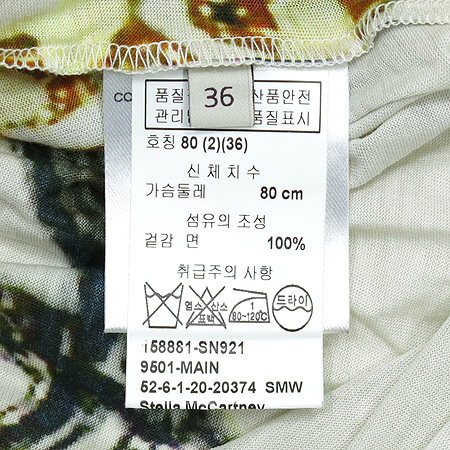 36
품질 산품안전
관리 품질표시
호칭 80 (2)(36)
신 체 치 수
가슴둘레 80 cm
섬유의 조성
겉감 면 100%
취급주의 사항
염소 산소 표백
1
80~120℃
드라이
i58881-SN921
9501-MAIN
52-6-1-20-20374 SMW
Stella McCartney